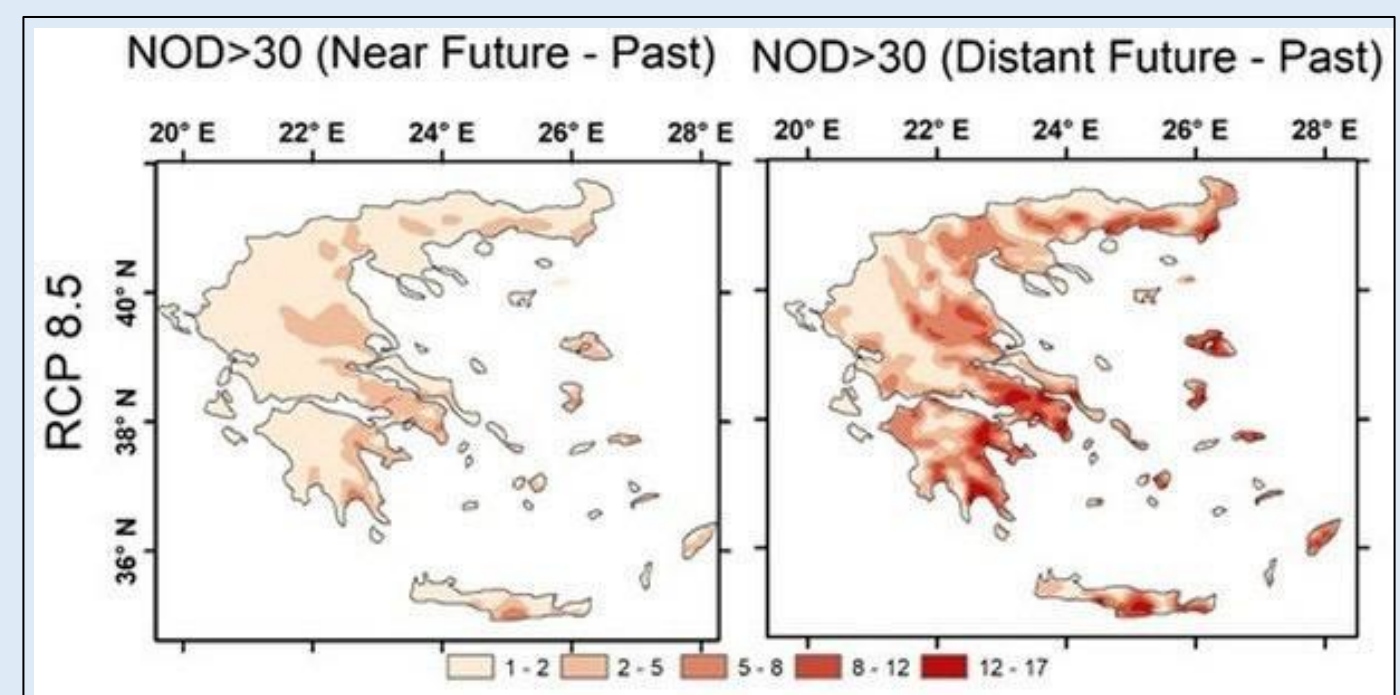 NOD>30 (Near Future - Past) NOD>30 (Distant Future - Past)
20° E 22° E 24° E 26° E 28° E 20° E 22° E 24° E 26° E 28° E
RCP 8.5
40° N
38° N
36° N
1 - 2 2 - 5 5 - 8 8 - 12 12 - 17